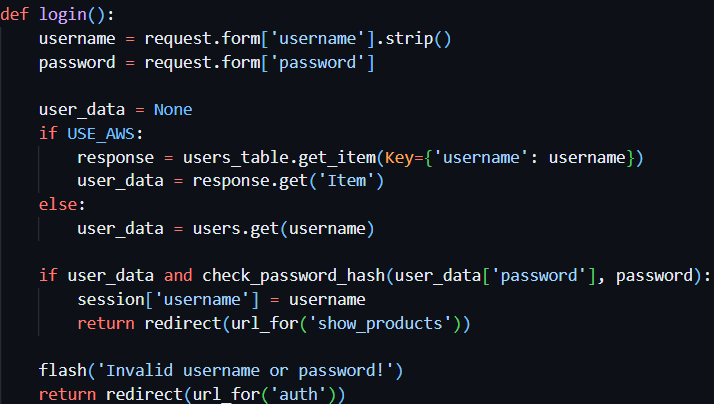 def login():
    username = request.form['username'].strip()
    password = request.form['password']

    user_data = None
    if USE_AWS:
        response = users_table.get_item(Key={'username': username})
        user_data = response.get('Item')
    else:
        user_data = users.get(username)

    if user_data and check_password_hash(user_data['password'], password):
        session['username'] = username
        return redirect(url_for('show_products'))

    flash('Invalid username or password!')
    return redirect(url_for('auth'))